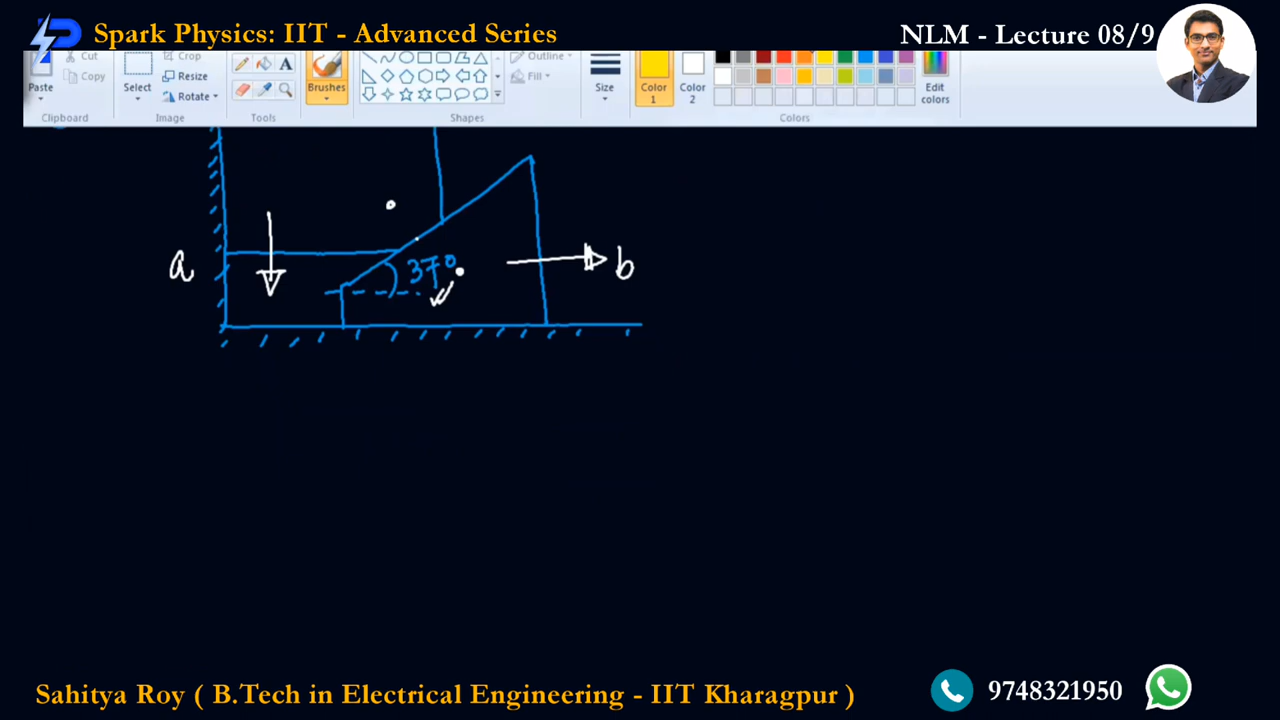 Spark Physics: IIT - Advanced Series
NLM - Lecture 08/9
Paste
Cut
Copy
Clipboard
Select
Crop
Resize
Rotate
Image
A
Tools
Brushes
Outline
Fill
Shapes
Size
Color 1
Color 2
Edit colors
Colors
a
37°
b
Sahitya Roy ( B.Tech in Electrical Engineering - IIT Kharagpur )
9748321950